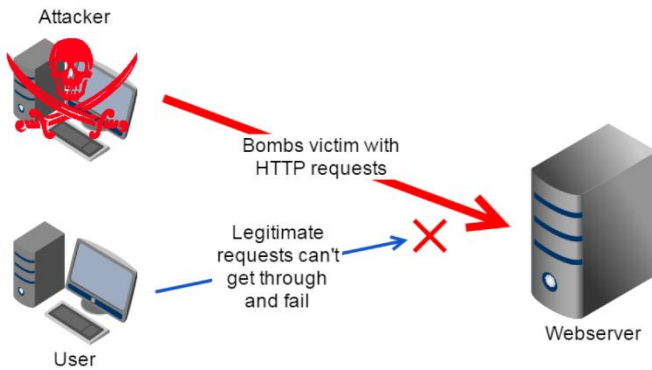 Attacker
Bombs victim with
HTTP requests
Legitimate
requests can't
get through
and fail
Webserver
User